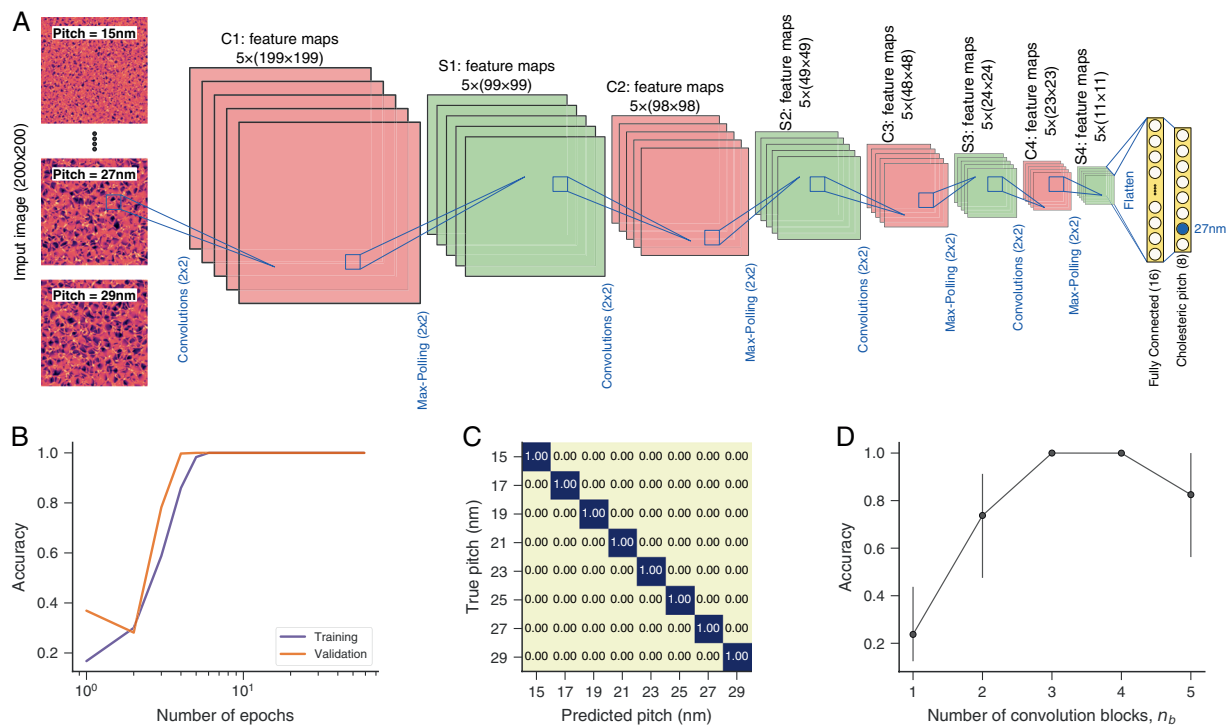 A
Imput image (200x200)
Pitch = 15nm
Pitch = 27nm
Pitch = 29nm
C1: feature maps
5×(199×199)
S1: feature maps
5×(99×99)
C2: feature maps
5×(98×98)
S2: feature maps
5×(49×49)
C3: feature maps
5×(48×48)
S3: feature maps
5×(24×24)
C4: feature maps
5×(23×23)
S4: feature maps
5×(11×11)
Convolutions (2x2)
Max-Polling (2x2)
Convolutions (2x2)
Max-Polling (2x2)
Convolutions (2x2)
Max-Polling (2x2)
Convolutions (2x2)
Max-Polling (2x2)
Flatten
27nm
Fully Connected (16)
Cholesteric pitch (8)
B
Accuracy
1.0
0.8
0.6
0.4
0.2
10⁰
10¹
Number of epochs
Training
Validation
C
True pitch (nm)
15 1.00 0.00 0.00 0.00 0.00 0.00 0.00 0.00
17 0.00 1.00 0.00 0.00 0.00 0.00 0.00 0.00
19 0.00 0.00 1.00 0.00 0.00 0.00 0.00 0.00
21 0.00 0.00 0.00 1.00 0.00 0.00 0.00 0.00
23 0.00 0.00 0.00 0.00 1.00 0.00 0.00 0.00
25 0.00 0.00 0.00 0.00 0.00 1.00 0.00 0.00
27 0.00 0.00 0.00 0.00 0.00 0.00 1.00 0.00
29 0.00 0.00 0.00 0.00 0.00 0.00 0.00 1.00
15 17 19 21 23 25 27 29
Predicted pitch (nm)
D
Accuracy
1.0
0.8
0.6
0.4
0.2
1 2 3 4 5
Number of convolution blocks, n_b